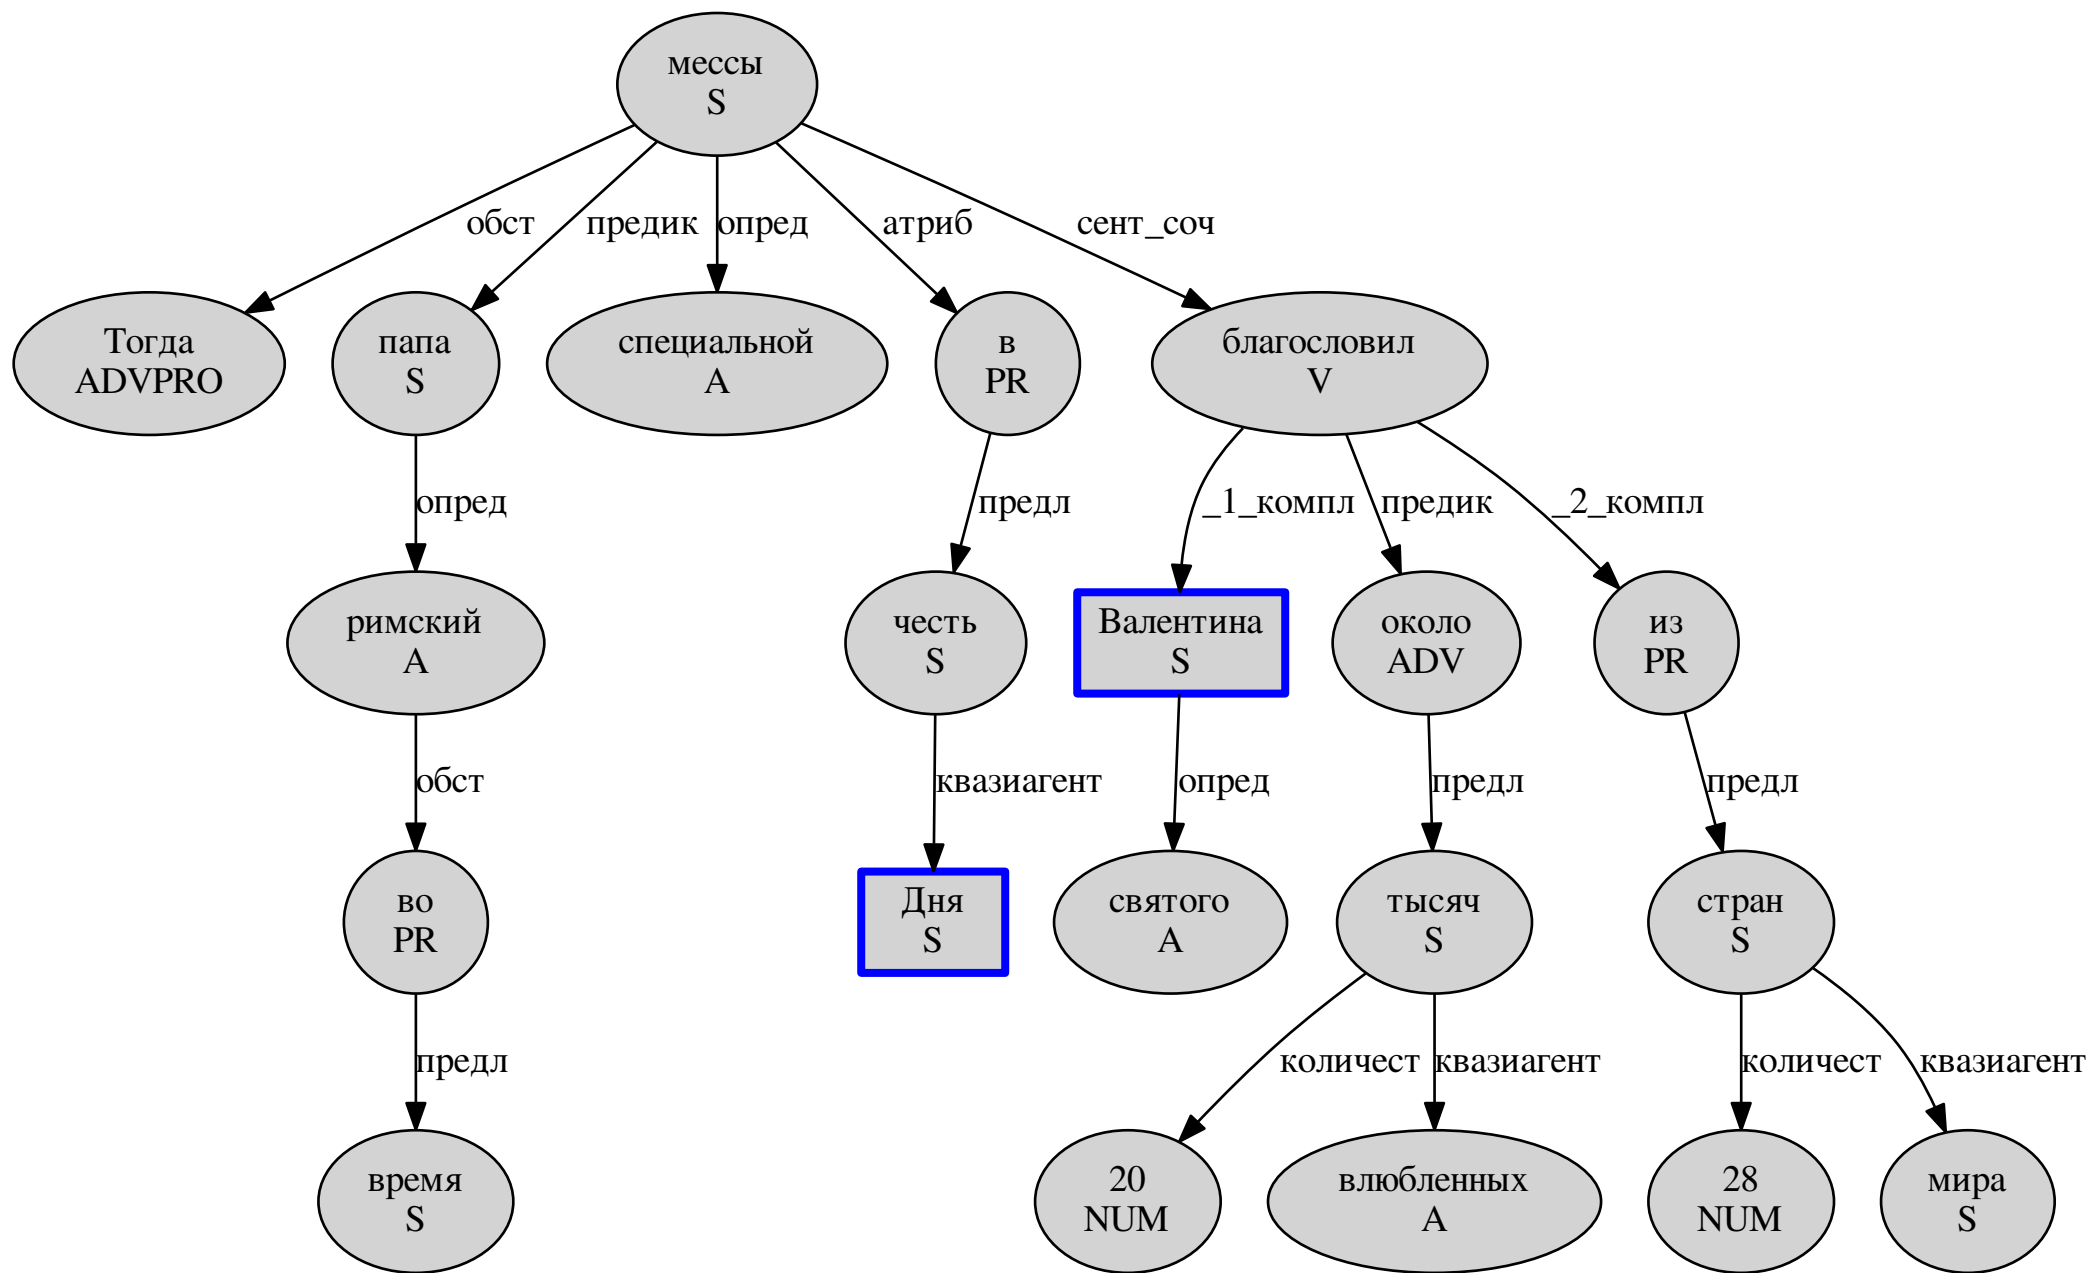 мессы
S
обст
предик
опред
атриб
сент_соч
Тогда
ADVPRO
папа
S
специальной
A
в
PR
благословил
V
опред
предл
_1_компл
предик
_2_компл
римский
A
честь
S
Валентина
S
около
ADV
из
PR
обст
квазиагент
опред
предл
предл
во
PR
Дня
S
святого
A
тысяч
S
стран
S
предл
количест
квазиагент
количест
квазиагент
время
S
20
NUM
влюбленных
A
28
NUM
мира
S